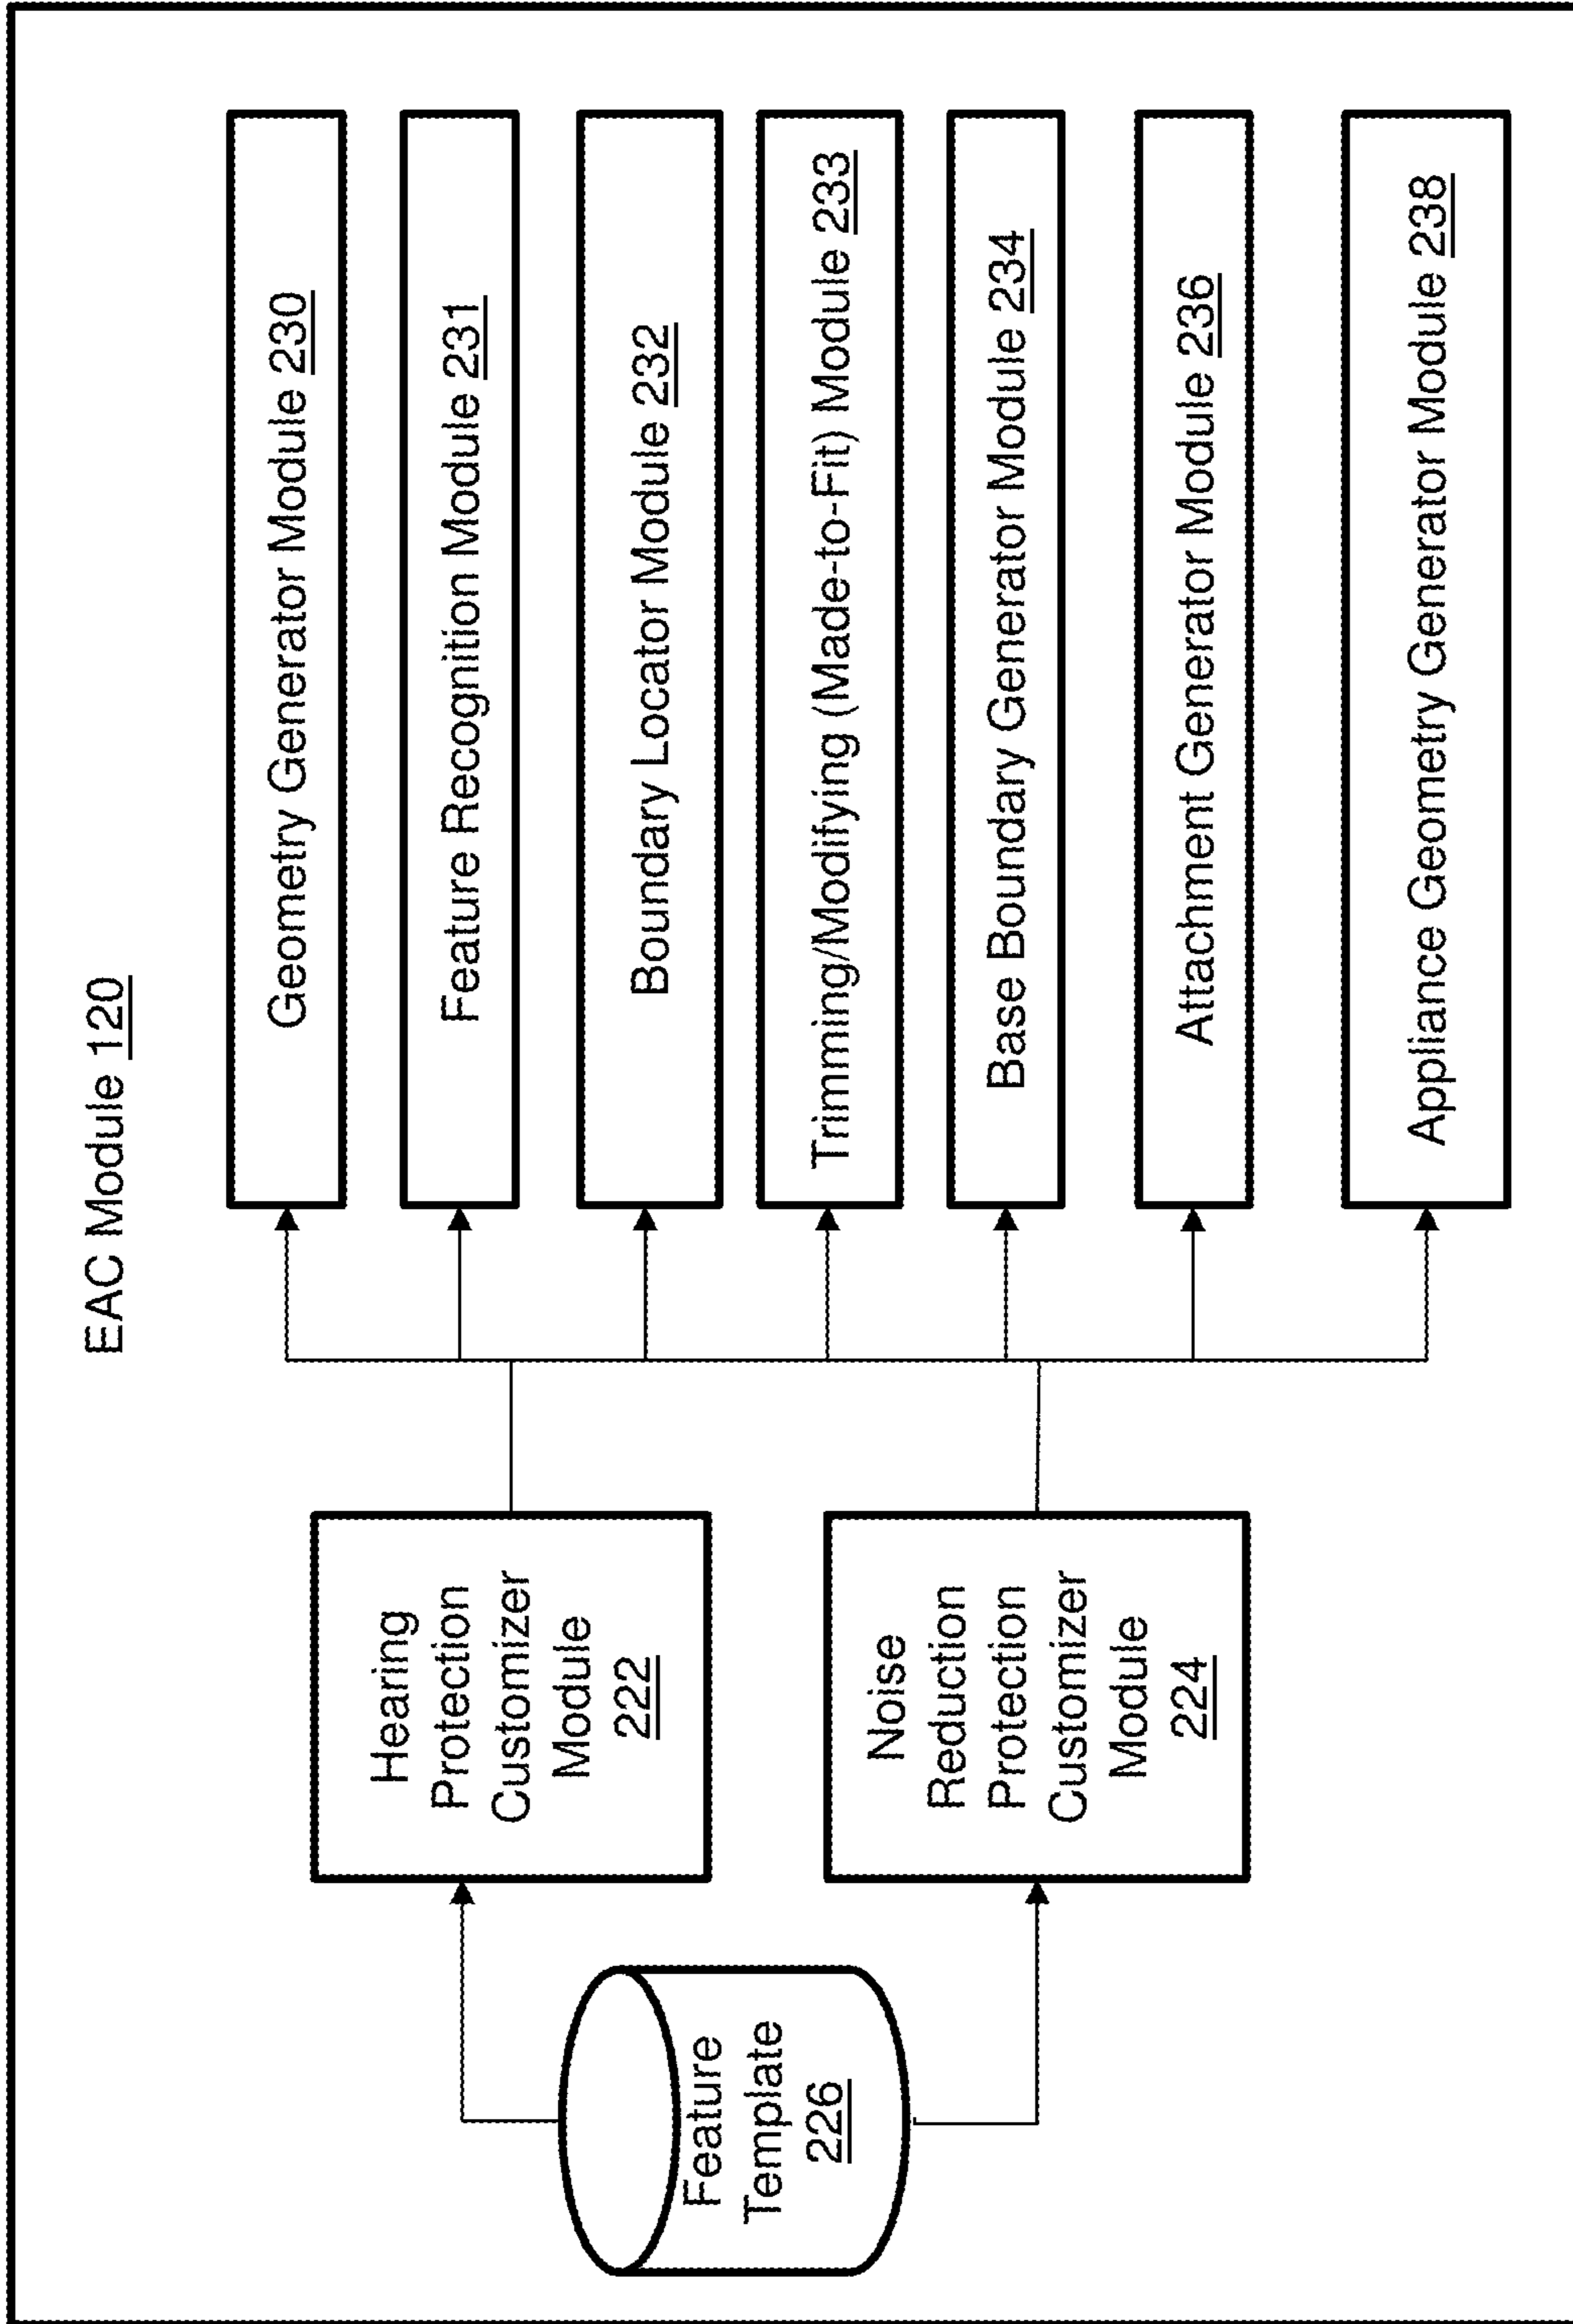 EAC Module 120
Feature
Template
226
Hearing
Protection
Customizer
Module
222
Noise
Reduction
Protection
Customizer
Module
224
Geometry Generator Module 230
Feature Recognition Module 231
Boundary Locator Module 232
Trimming/Modifying (Made-to-Fit) Module 233
Base Boundary Generator Module 234
Attachment Generator Module 236
Appliance Geometry Generator Module 238